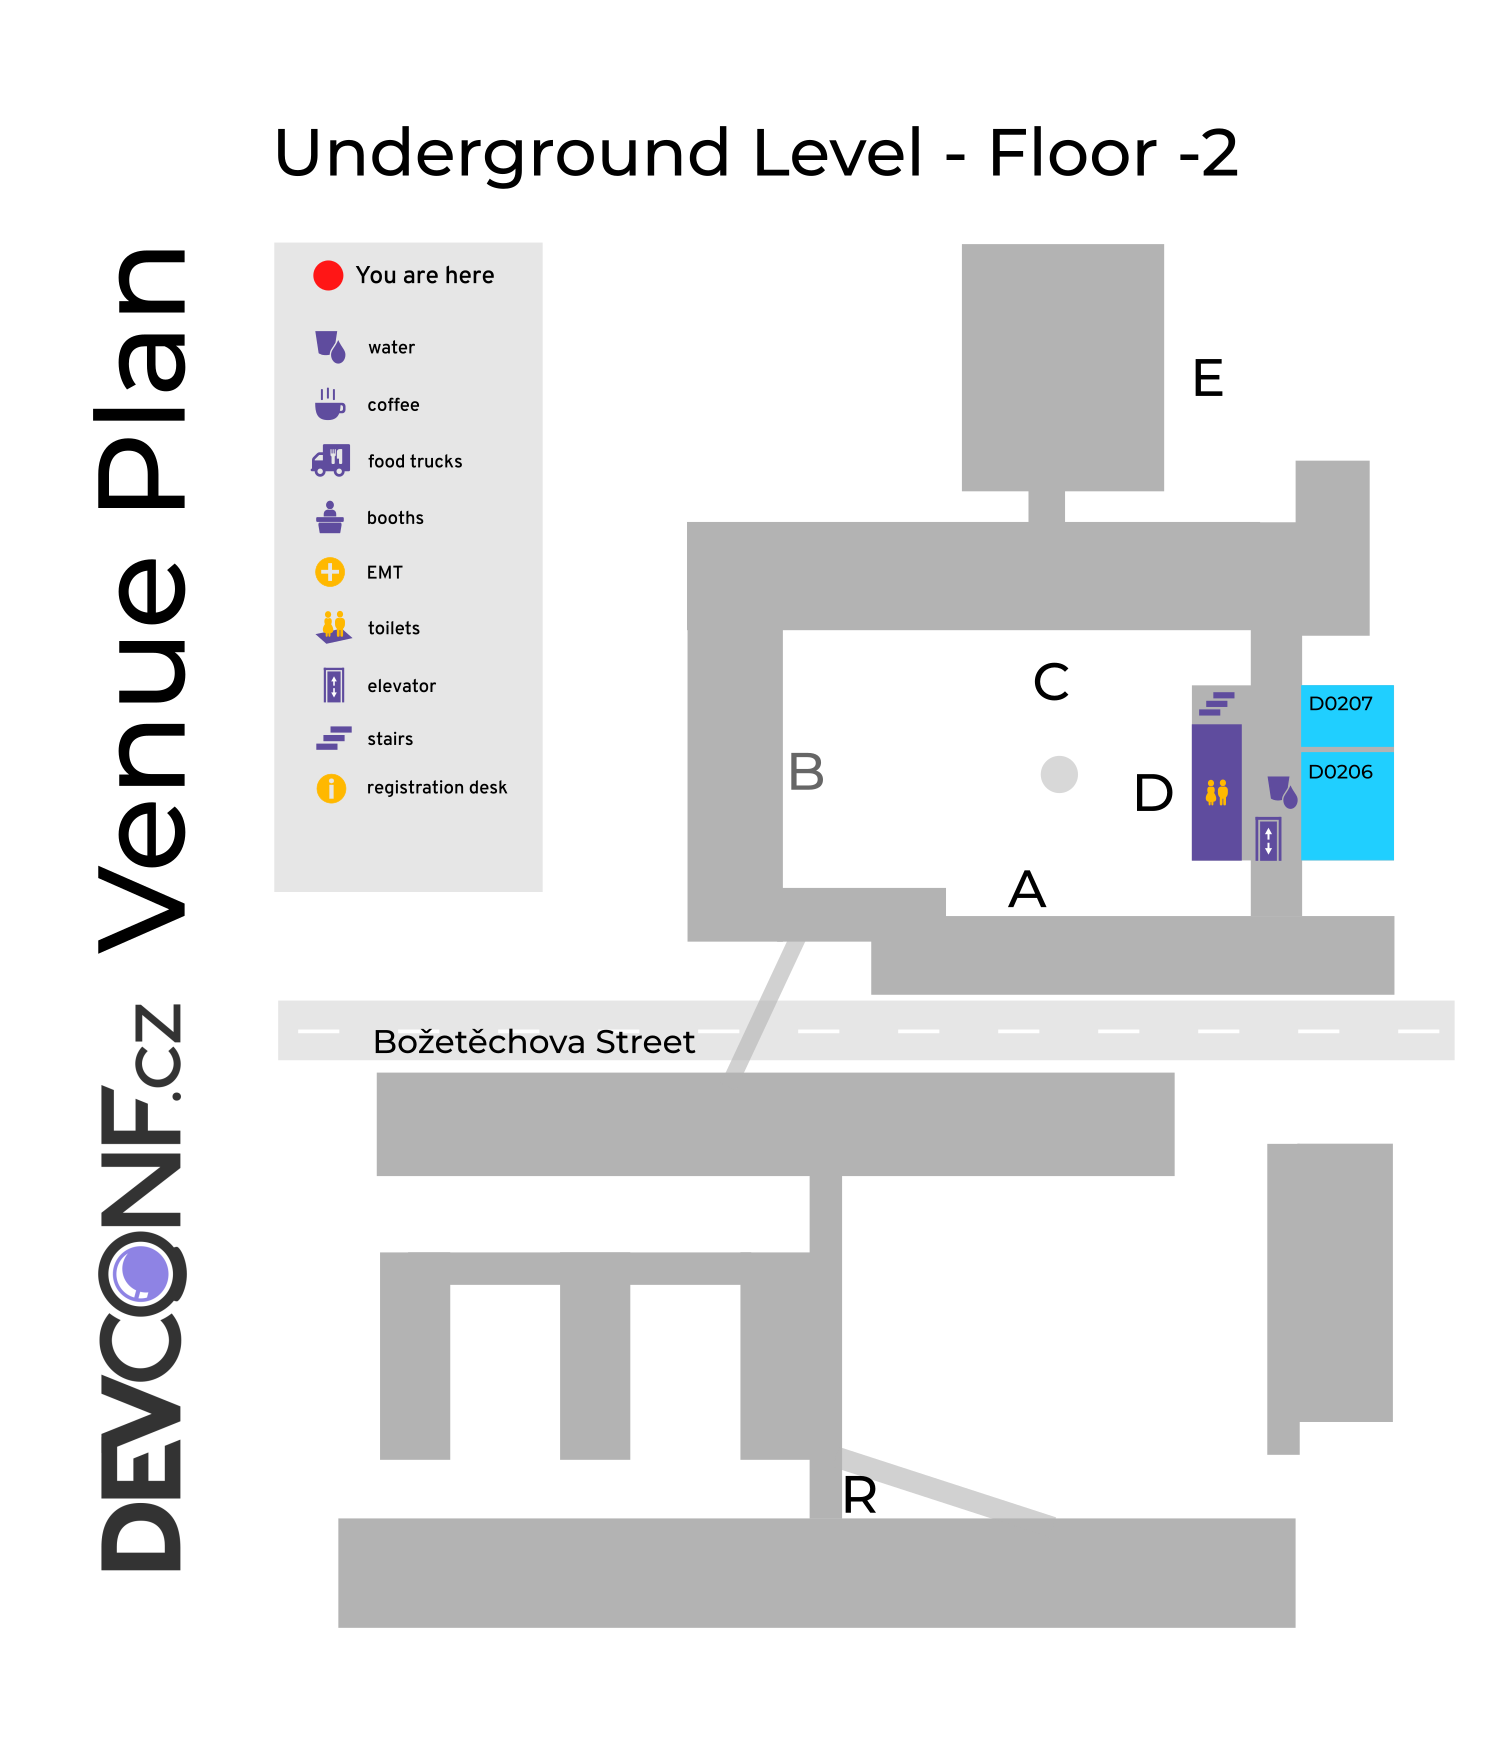 Underground Level - Floor -2
Venue Plan
DEVCONF.cz
You are here
water
coffee
food trucks
booths
EMT
toilets
elevator
stairs
registration desk
E
C
B
D
A
D0207
D0206
Božetěchova Street
R